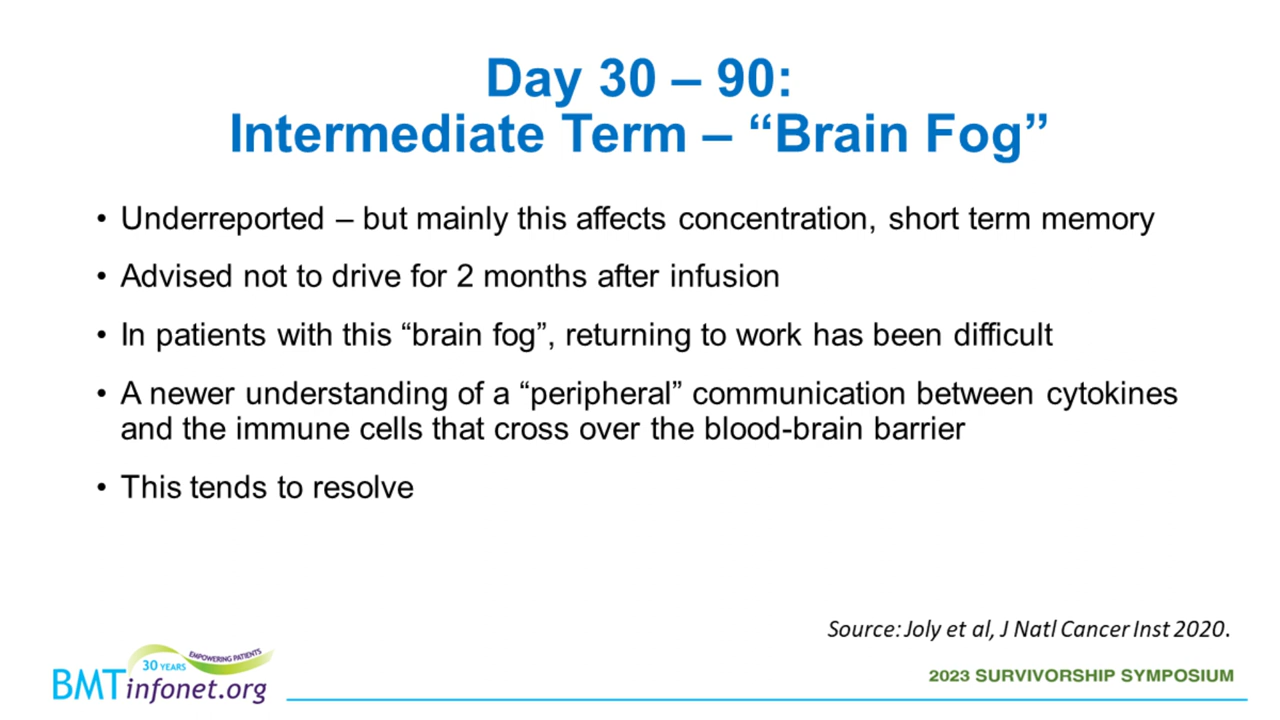 Day 30 – 90:
Intermediate Term – “Brain Fog”
• Underreported – but mainly this affects concentration, short term memory
• Advised not to drive for 2 months after infusion
• In patients with this “brain fog”, returning to work has been difficult
• A newer understanding of a “peripheral” communication between cytokines
and the immune cells that cross over the blood-brain barrier
• This tends to resolve
Source: Joly et al, J Natl Cancer Inst 2020.
30 YEARS EMPOWERING PATIENTS
BMTinfonet.org
2023 SURVIVORSHIP SYMPOSIUM